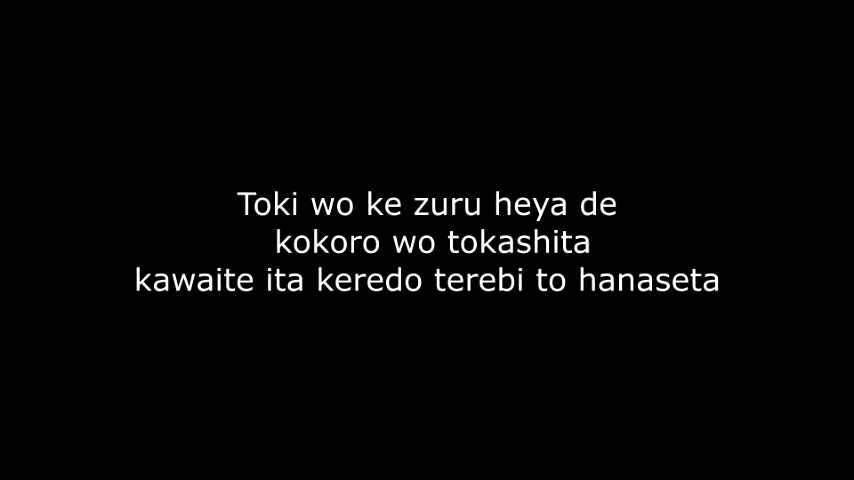 Toki wo ke zuru heya de
kokoro wo tokashita
kawaite ita keredo terebi to hanaseta